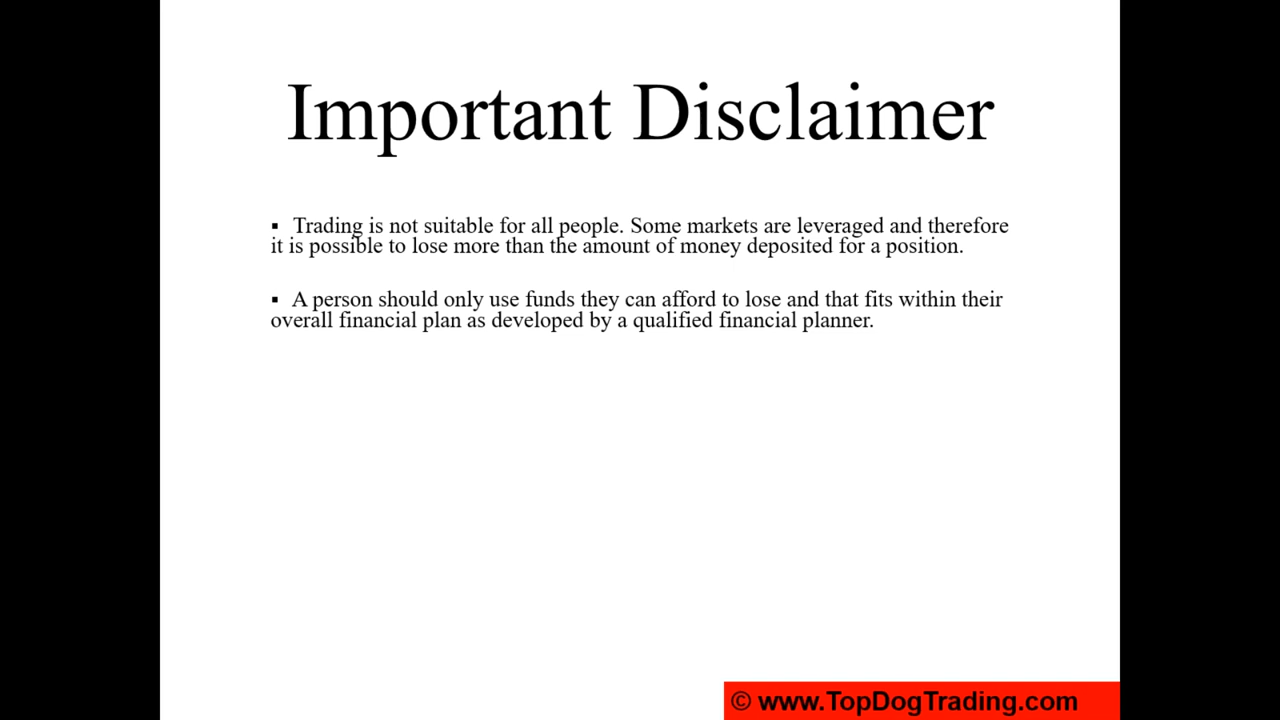 Important Disclaimer
▪ Trading is not suitable for all people. Some markets are leveraged and therefore
it is possible to lose more than the amount of money deposited for a position.
▪ A person should only use funds they can afford to lose and that fits within their
overall financial plan as developed by a qualified financial planner.
© www.TopDogTrading.com